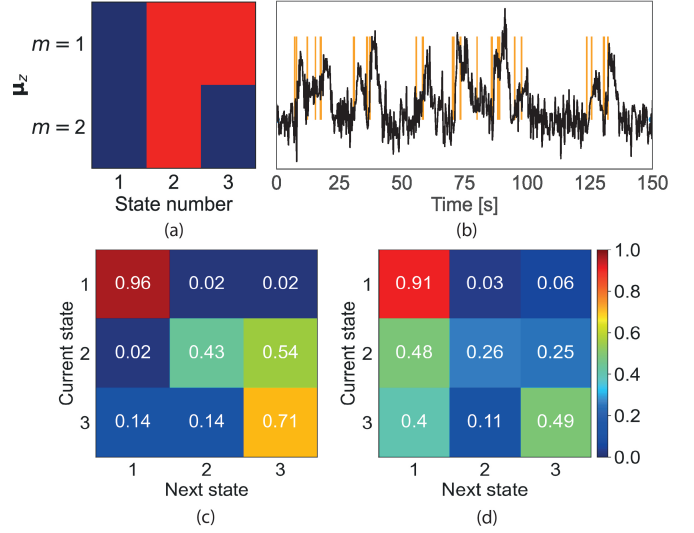 μz
m = 1
m = 2
1 2 3
State number
(a)
0 25 50 75 100 125 150
Time [s]
(b)
Current state
1 0.96 0.02 0.02
2 0.02 0.43 0.54
3 0.14 0.14 0.71
1 2 3
Next state
(c)
Current state
1 0.91 0.03 0.06
2 0.48 0.26 0.25
3 0.4 0.11 0.49
1 2 3
Next state
(d)
1.0
0.8
0.6
0.4
0.2
0.0